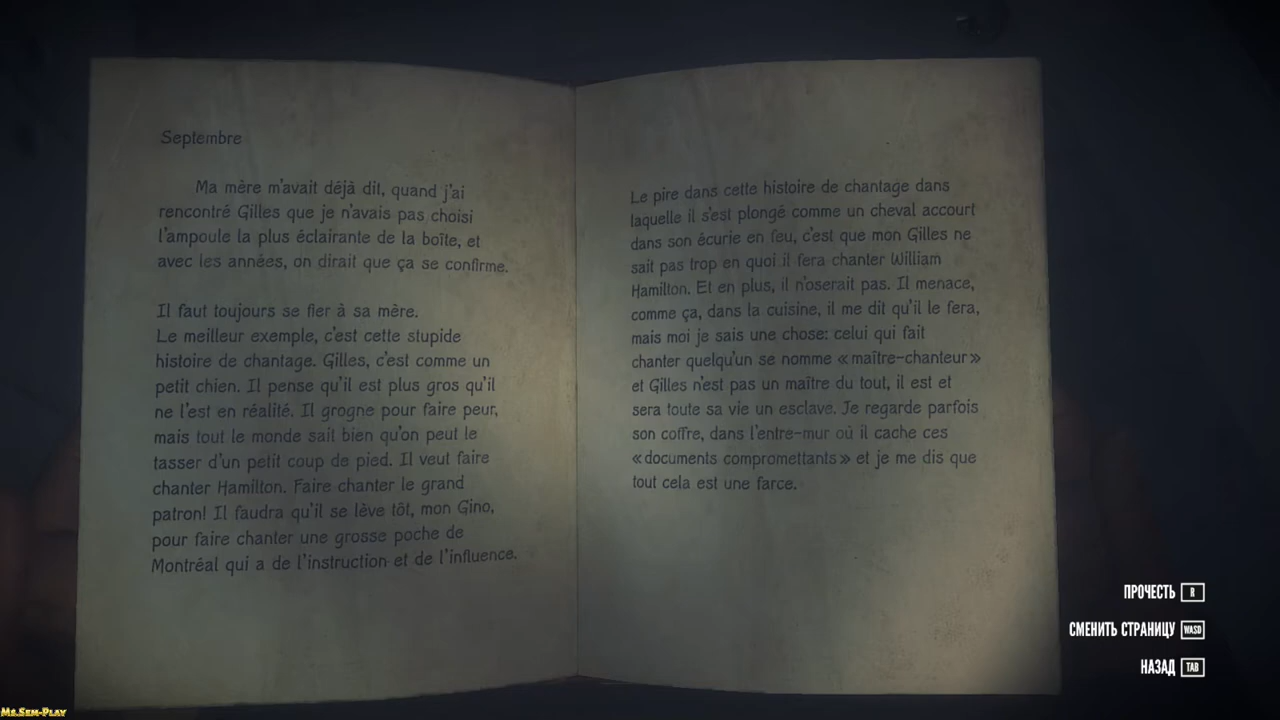 Septembre
Ma mère m'avait déjà dit, quand j'ai
rencontré Gilles que je n'avais pas choisi
l'ampoule la plus éclairante de la boîte, et
avec les années, on dirait que ça se confirme.
Il faut toujours se fier à sa mère.
Le meilleur exemple, c'est cette stupide
histoire de chantage. Gilles, c'est comme un
petit chien. Il pense qu'il est plus gros qu'il
ne l'est en réalité. Il grogne pour faire peur,
mais tout le monde sait bien qu'on peut le
tasser d'un petit coup de pied. Il veut faire
chanter Hamilton. Faire chanter le grand
patron! Il faudra qu'il se lève tôt, mon Gino,
pour faire chanter une grosse poche de
Montréal qui a de l'instruction et de l'influence.
Le pire dans cette histoire de chantage dans
laquelle il s'est plongé comme un cheval accourt
dans son écurie en feu, c'est que mon Gilles ne
sait pas trop en quoi il fera chanter William
Hamilton. Et en plus, il n'oserait pas. Il menace,
comme ça, dans la cuisine, il me dit qu'il le fera,
mais moi je sais une chose: celui qui fait
chanter quelqu'un se nomme «maître-chanteur»
et Gilles n'est pas un maître du tout, il est et
sera toute sa vie un esclave. Je regarde parfois
son coffre, dans l'entre-mur où il cache ces
«documents compromettants» et je me dis que
tout cela est une farce.
ПРОЧЕСТЬ R
СМЕНИТЬ СТРАНИЦУ WASD
НАЗАД TAB
Ms.Sem-Play